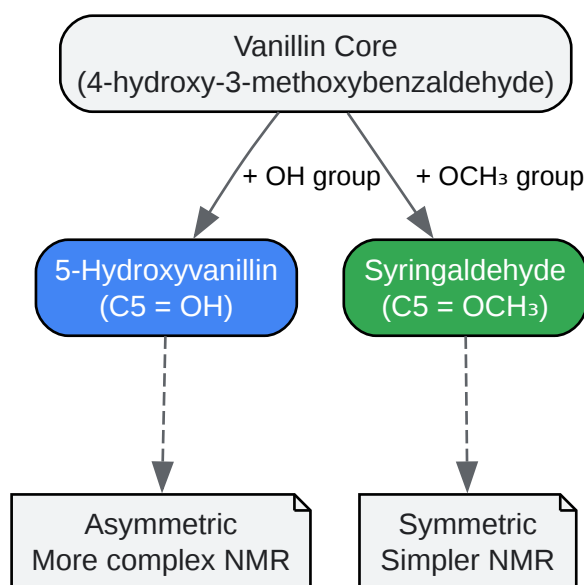 Vanillin Core
(4-hydroxy-3-methoxybenzaldehyde)
+ OH group
+ OCH₃ group
5-Hydroxyvanillin
(C5 = OH)
Syringaldehyde
(C5 = OCH₃)
Asymmetric
More complex NMR
Symmetric
Simpler NMR